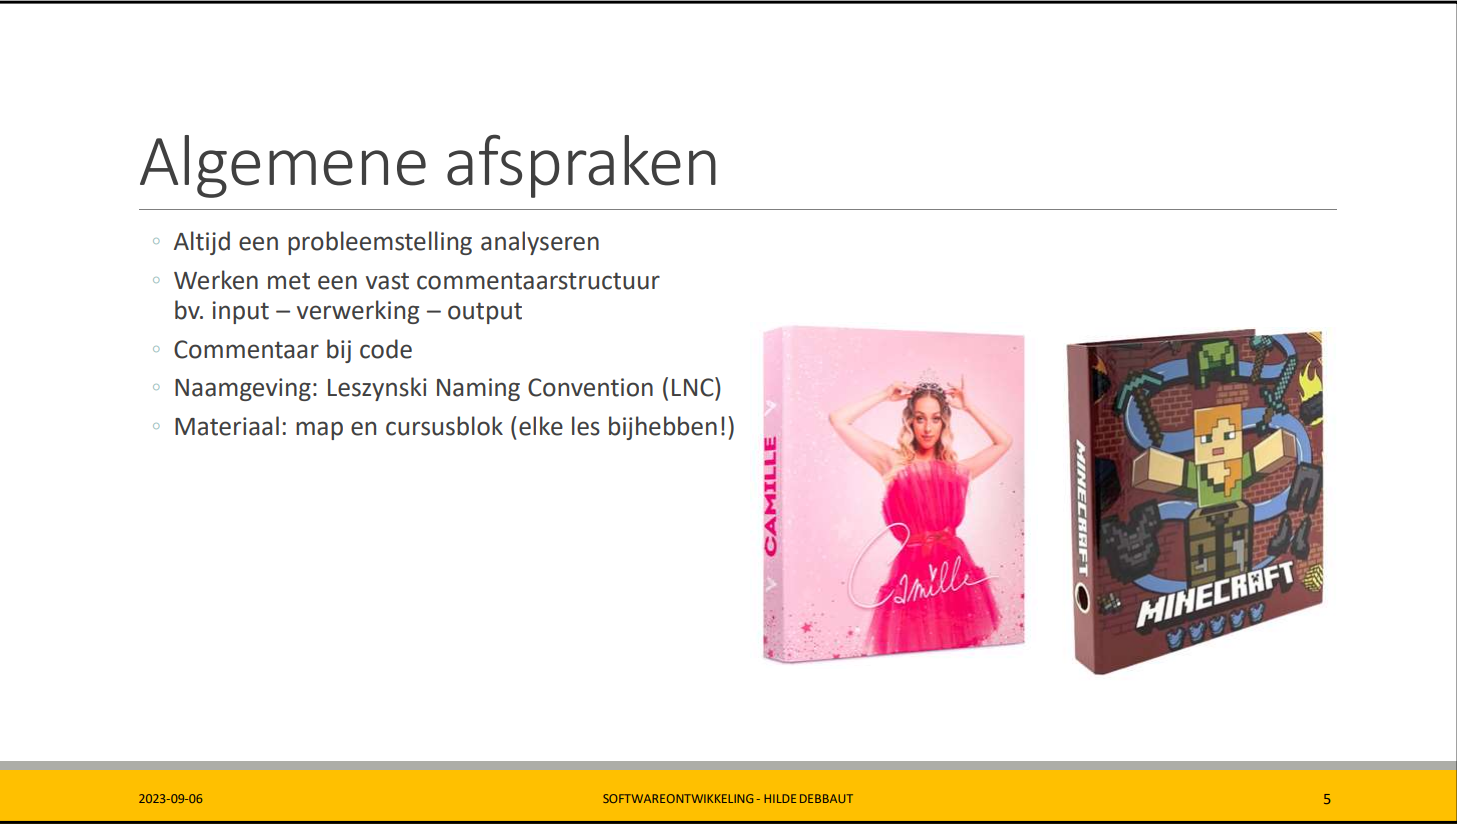 Algemene afspraken
◦ Altijd een probleemstelling analyseren
◦ Werken met een vast commentaarstructuur
bv. input – verwerking – output
◦ Commentaar bij code
◦ Naamgeving: Leszynski Naming Convention (LNC)
◦ Materiaal: map en cursusblok (elke les bijhebben!)
CAMILLE
Camille
MINECRAFT
MINECRAFT
2023-09-06
SOFTWAREONTWIKKELING - HILDE DEBBAUT
5